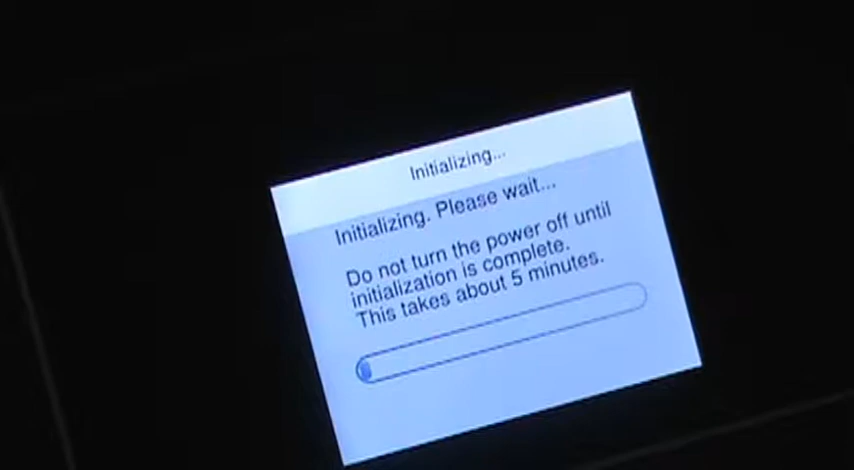 Initializing...
Initializing. Please wait...
Do not turn the power off until
initialization is complete.
This takes about 5 minutes.